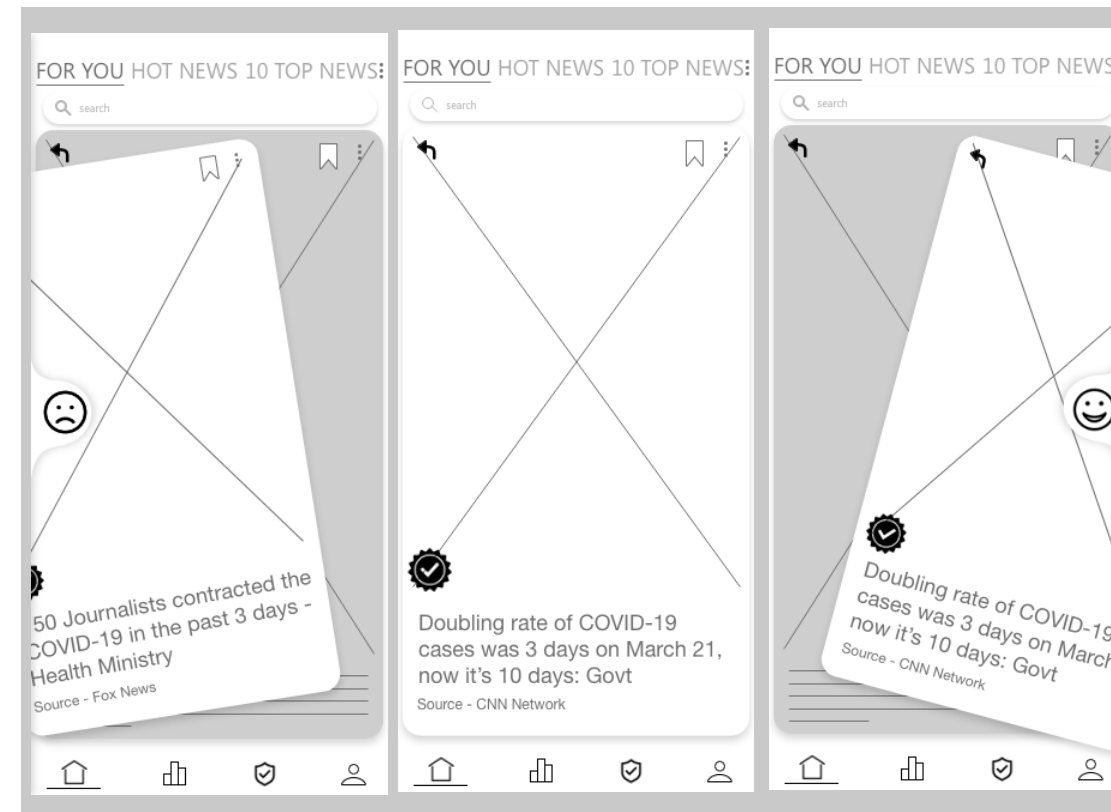 FOR YOU HOT NEWS 10 TOP NEWS
search
50 Journalists contracted the
COVID-19 in the past 3 days -
Health Ministry
Source - Fox News
FOR YOU HOT NEWS 10 TOP NEWS
search
Doubling rate of COVID-19
cases was 3 days on March 21,
now it's 10 days: Govt
Source - CNN Network
FOR YOU HOT NEWS 10 TOP NEWS
search
Doubling rate of COVID-19
cases was 3 days on March
now it's 10 days: Govt
Source - CNN Network